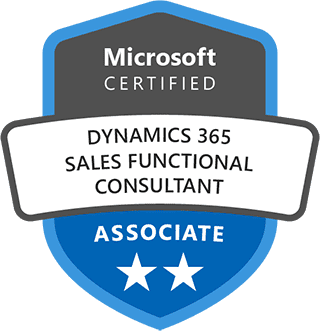 Microsoft
CERTIFIED
DYNAMICS 365
SALES FUNCTIONAL
CONSULTANT
ASSOCIATE